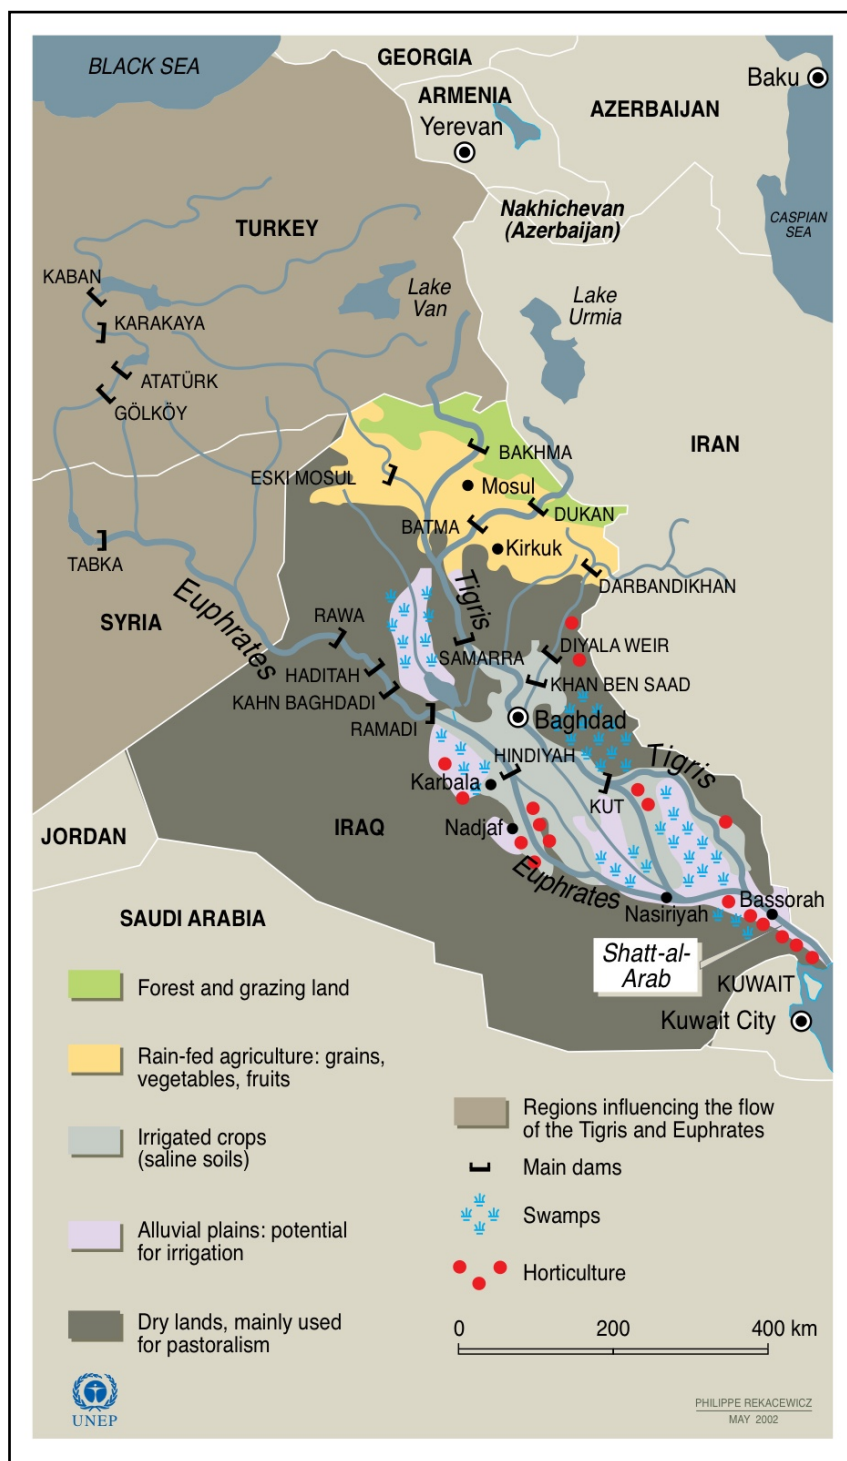 BLACK SEA
GEORGIA
ARMENIA
Yerevan
AZERBAIJAN
Baku
Nakhichevan
(Azerbaijan)
CASPIAN
SEA
TURKEY
KABAN
KARAKAYA
ATATÜRK
GÖLKÖY
Lake
Van
Lake
Urmia
IRAN
BAKHMA
ESKI MOSUL
Mosul
DUKAN
BATMA
Kirkuk
TABKA
DARBANDIKHAN
SYRIA
Euphrates
Tigris
RAWA
SAMARRA
DIYALA WEIR
HADITAH
KHAN BEN SAAD
KAHN BAGHDADI
RAMADI
Baghdad
HINDIYAH
Tigris
Karbala
KUT
JORDAN
IRAQ
Nadjaf
Euphrates
Nasiriyah
Bassorah
SAUDI ARABIA
Shatt-al-
Arab
KUWAIT
Kuwait City
Forest and grazing land
Rain-fed agriculture: grains,
vegetables, fruits
Irrigated crops
(saline soils)
Alluvial plains: potential
for irrigation
Dry lands, mainly used
for pastoralism
Regions influencing the flow
of the Tigris and Euphrates
Main dams
Swamps
Horticulture
0 200 400 km
UNEP
PHILIPPE REKACEWICZ
MAY 2002